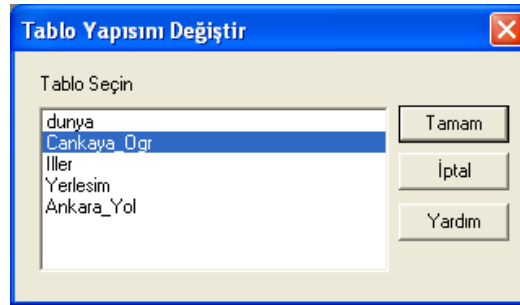 Tablo Yapısını Değiştir
Tablo Seçin
dunya
Cankaya_Ogr
Iller
Yerlesim
Ankara_Yol
Tamam
İptal
Yardım